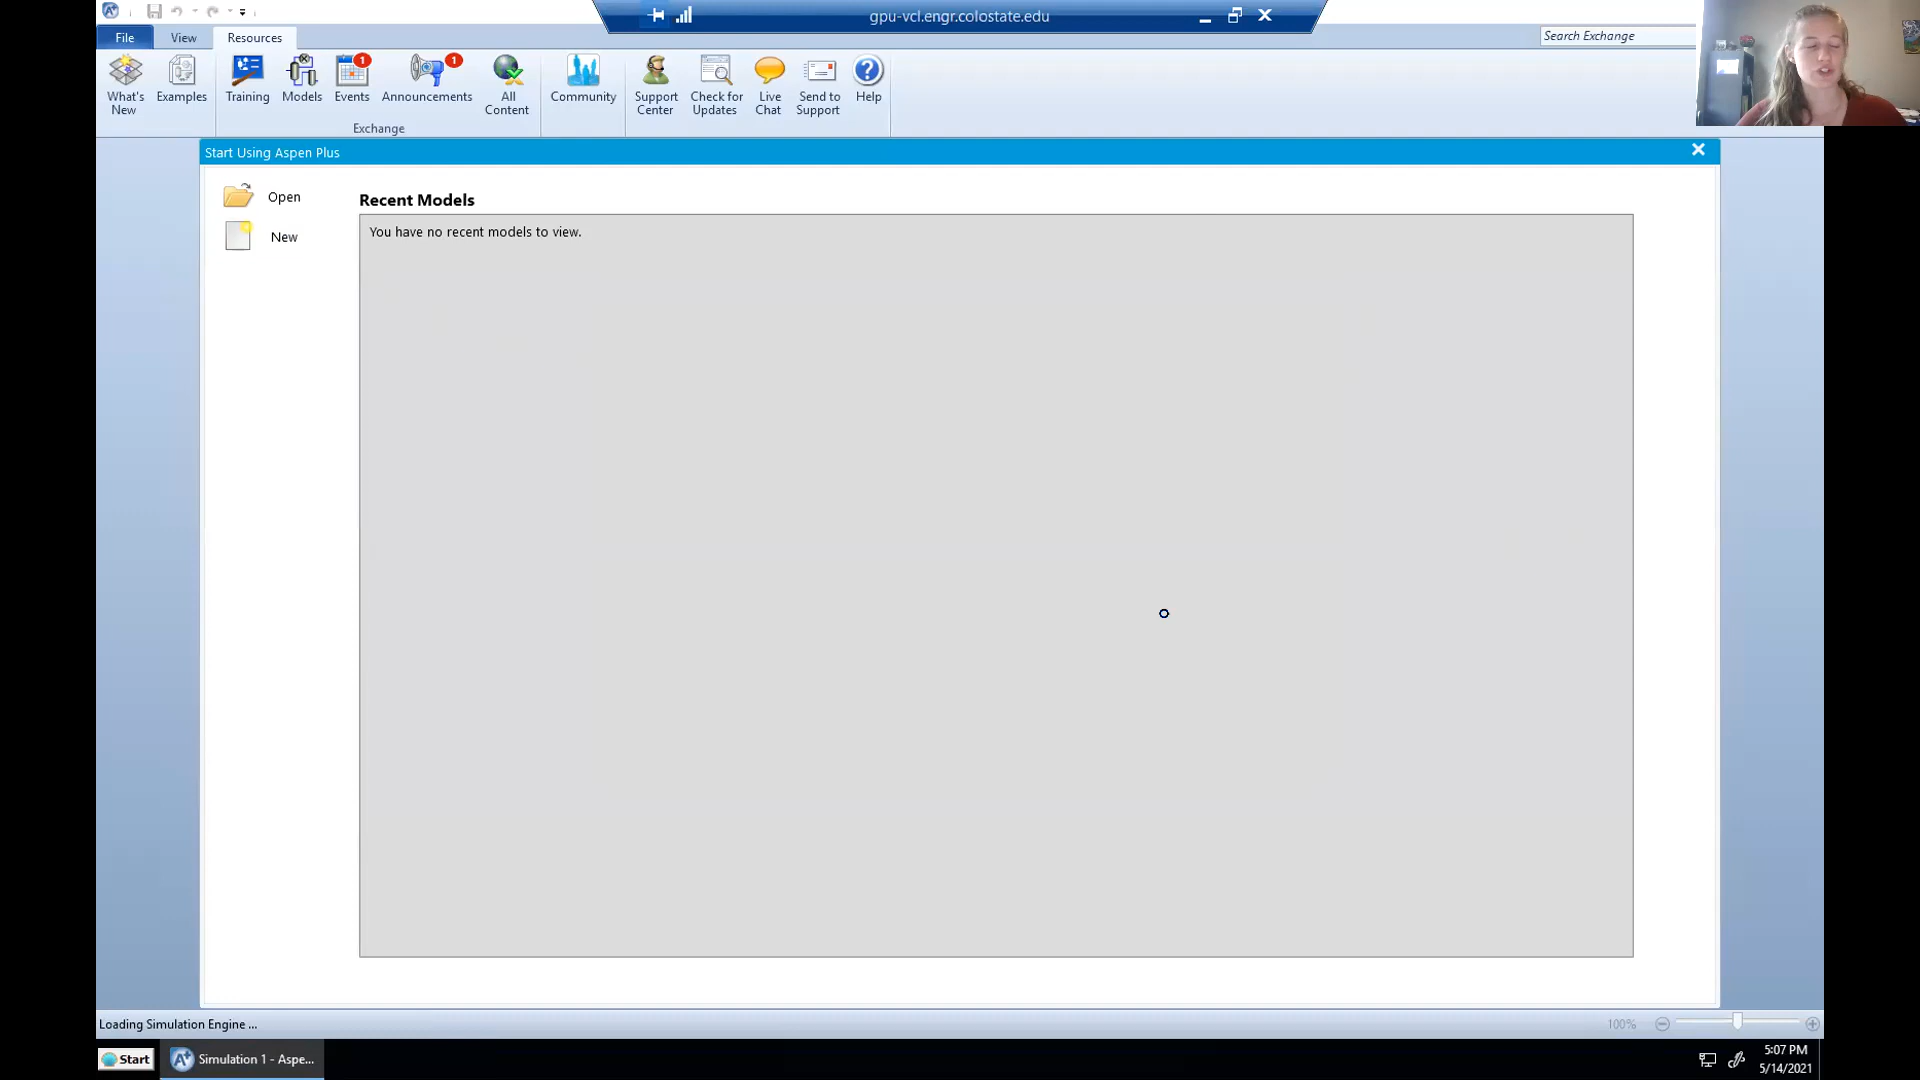 gpu-vcl.engr.colostate.edu
File View Resources
Search Exchange
What's New
Examples
Training
Models
1
Events
1
Announcements
All Content
Community
Support Center
Check for Updates
Live Chat
Send to Support
Help
Exchange
Start Using Aspen Plus
Open
New
Recent Models
You have no recent models to view.
Loading Simulation Engine ...
100%
Start
Simulation 1 - Aspe...
5:07 PM
5/14/2021